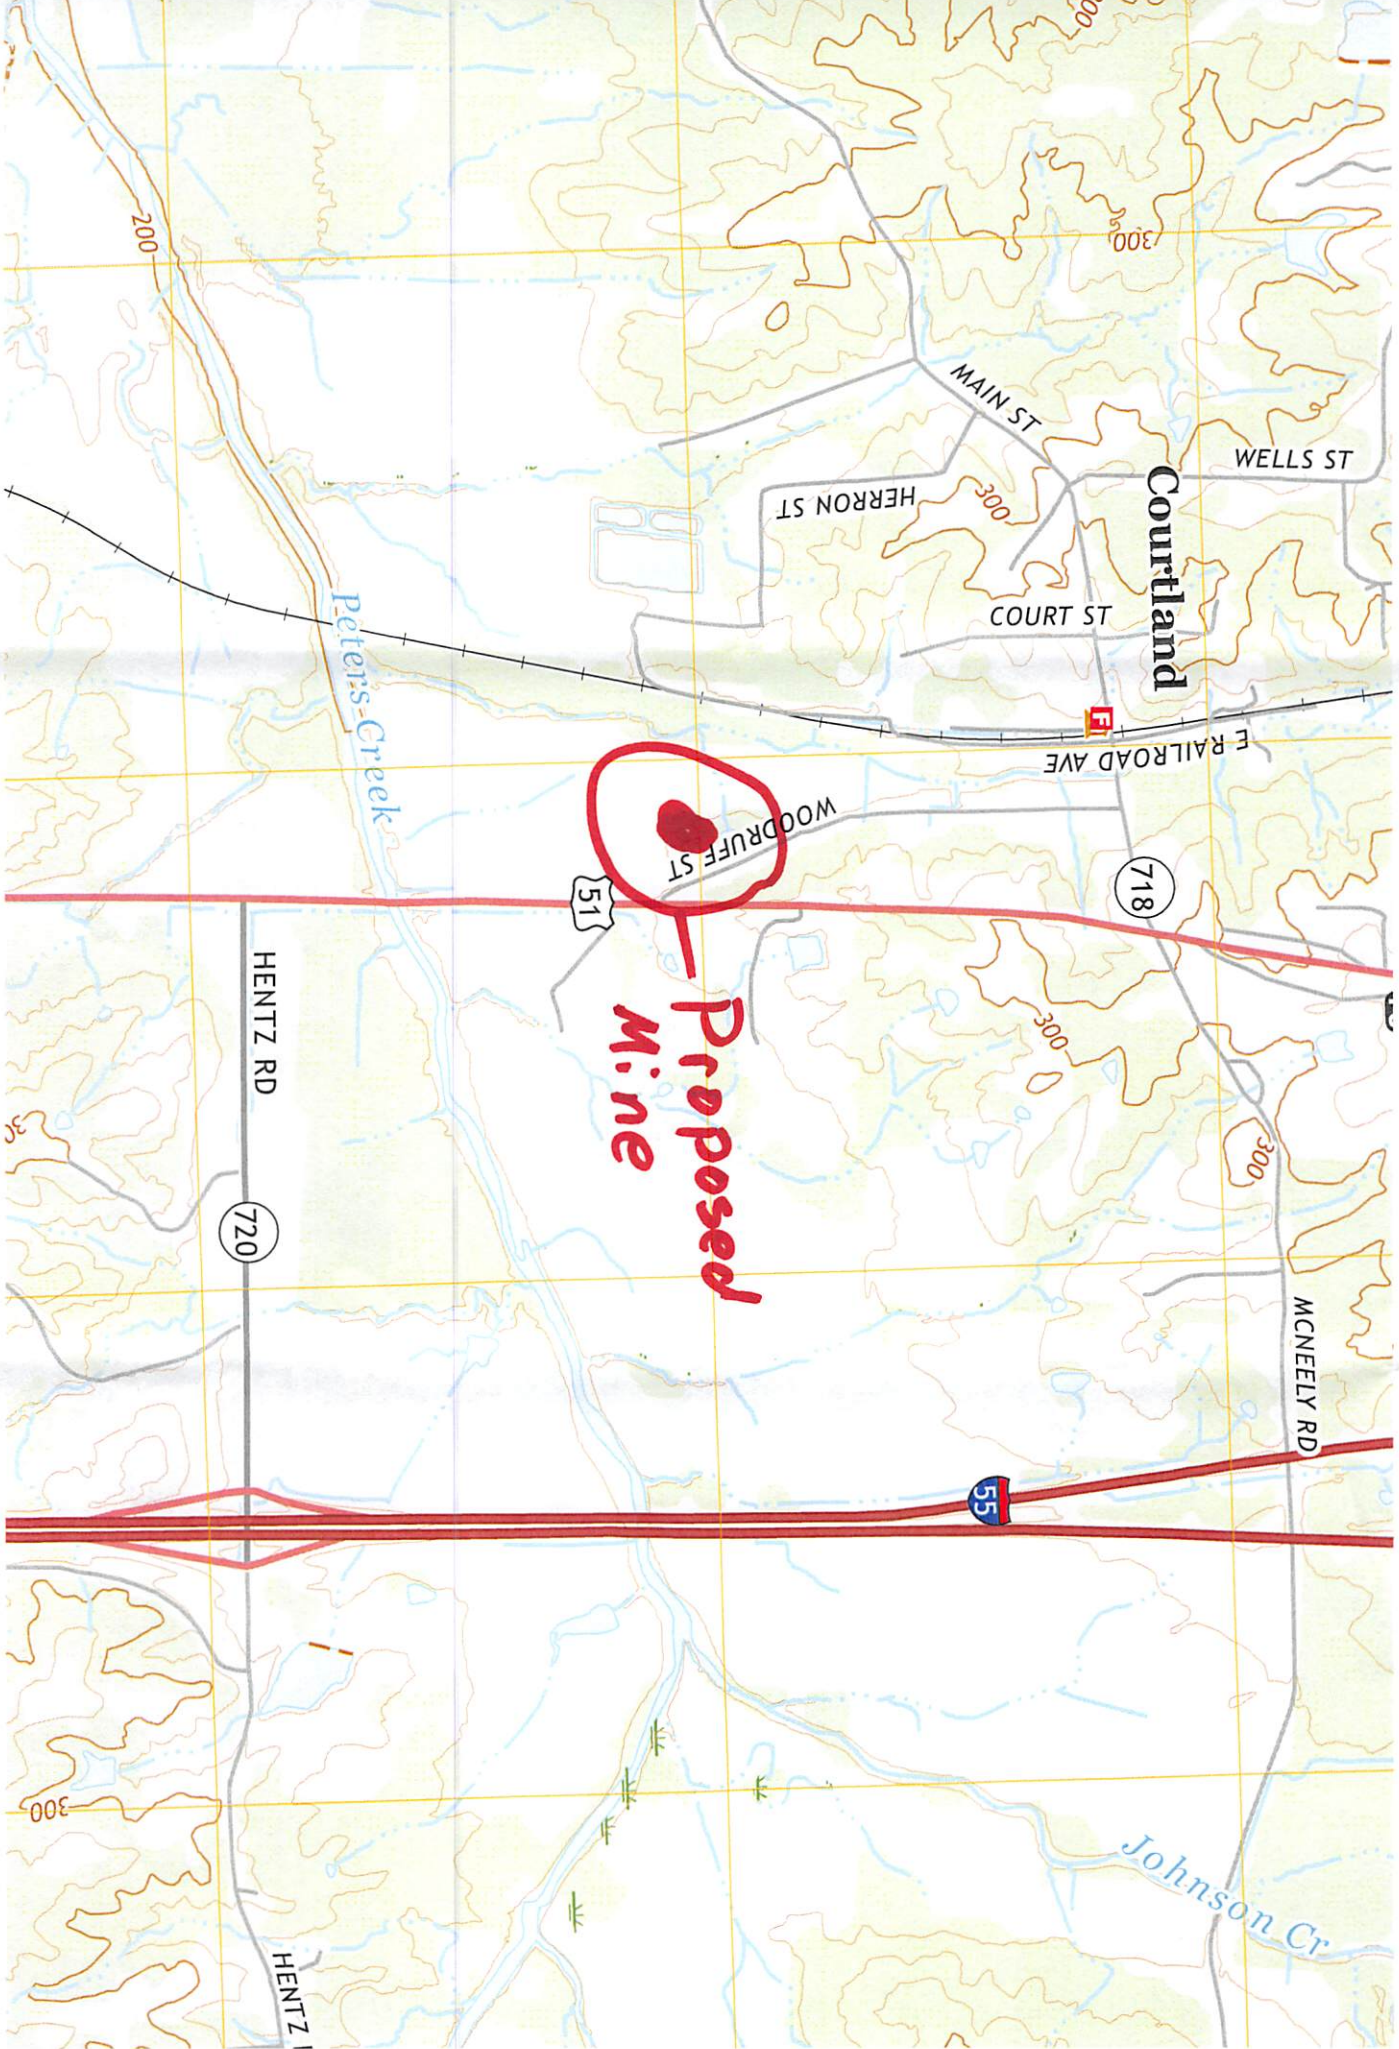 300
300
200
MAIN ST
WELLS ST
Courtland
HERRON ST
300
COURT ST
Peters Creek
F
E RAILROAD AVE
WOODRUFF ST
718
51
HENTZ RD
Proposed
Mine
300
300
720
MCNEELY RD
55
300
Johnson Cr
HENTZ